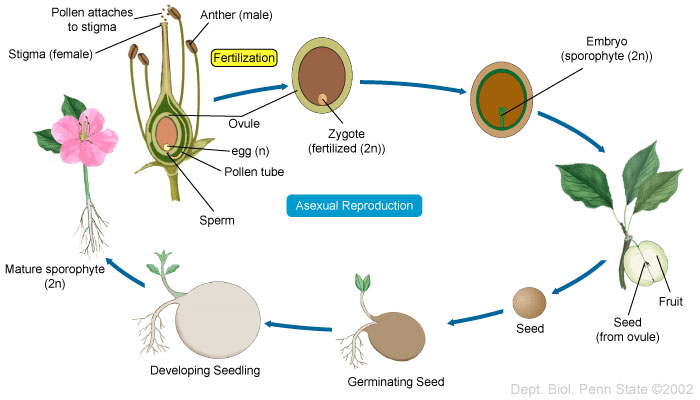 Pollen attaches
to stigma
Anther (male)
Stigma (female)
Fertilization
Embryo
(sporophyte (2n))
Ovule
Zygote
(fertilized (2n))
egg (n)
Pollen tube
Sperm
Asexual Reproduction
Mature sporophyte
(2n)
Fruit
Seed
(from ovule)
Seed
Developing Seedling
Germinating Seed
Dept. Biol. Penn State ©2002